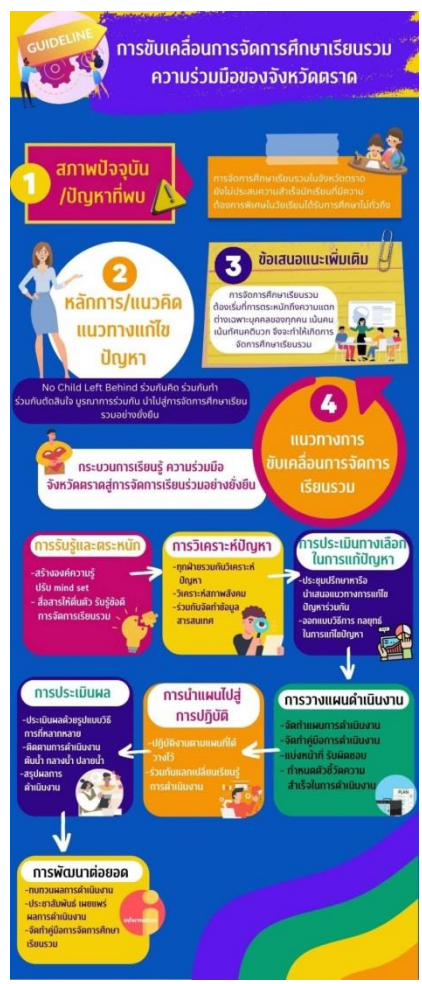 GUIDELINE
การขับเคลื่อนการจัดการศึกษาเรียนรวม
ความร่วมมือของจังหวัดตราด
1
สภาพปัจจุบัน
/ปัญหาที่พบ
การจัดการศึกษาเรียนรวมในจังหวัดตราด
ยังไม่ประสบความสำเร็จนักเรียนที่มีความ
ต้องการพิเศษในวัยเรียนได้รับการศึกษาไม่ทั่วถึง
2
หลักการ/แนวคิด
แนวทางแก้ไข
ปัญหา
3
ข้อเสนอแนะเพิ่มเติม
การจัดการศึกษาเรียนรวม
ต้องเริ่มที่การตระหนักถึงความแตก
ต่างเฉพาะบุคคลของทุกคน เน้นคน
เน้นทัศนคติบวก จึงจะทำให้เกิดการ
จัดการศึกษาเรียนรวม
No Child Left Behind ร่วมกันคิด ร่วมกันทำ
ร่วมกันตัดสินใจ บูรณาการร่วมกัน นำไปสู่การจัดการศึกษาเรียน
รวมอย่างยั่งยืน
4
แนวทางการ
ขับเคลื่อนการจัดการ
เรียนรวม
กระบวนการเรียนรู้ ความร่วมมือ
จังหวัดตราดสู่การจัดการเรียนร่วมอย่างยั่งยืน
การรับรู้และตระหนัก
-สร้างองค์ความรู้
ปรับ mind set
- สื่อสารให้ตื่นตัว รับรู้ข้อดี
การจัดการเรียนรวม
การวิเคราะห์ปัญหา
-ทุกฝ่ายรวมกันวิเคราะห์
ปัญหา
-วิเคราะห์สภาพสังคม
-ร่วมกันจัดทำข้อมูล
สารสนเทศ
การประเมินทางเลือก
ในการแก้ปัญหา
-ประชุมปรึกษาหารือ
นำเสนอแนวทางการแก้ไข
ปัญหาร่วมกัน
-ออกแบบวิธีการ กลยุทธ์
ในการแก้ไขปัญหา
การวางแผนดำเนินงาน
-จัดทำแผนการดำเนินงาน
-จัดทำคู่มือการดำเนินงาน
-แบ่งหน้าที่ รับผิดชอบ
- กำหนดตัวชี้วัดความ
สำเร็จในการดำเนินงาน
PLAN
การนำแผนไปสู่
การปฏิบัติ
-ปฏิบัติงานตามแผนที่ได้
วางไว้
-ร่วมกันแลกเปลี่ยนเรียนรู้
การดำเนินงาน
การประเมินผล
-ประเมินผลด้วยรูปแบบวิธี
การที่หลากหลาย
-ติดตามการดำเนินงาน
ต้นน้ำ กลางน้ำ ปลายน้ำ
-สรุปผลการ
ดำเนินงาน
การพัฒนาต่อยอด
-ทบทวนผลการดำเนินงาน
-ประชาสัมพันธ์ เผยแพร่
ผลการดำเนินงาน
-จัดทำคู่มือการจัดการศึกษา
เรียนรวม
information